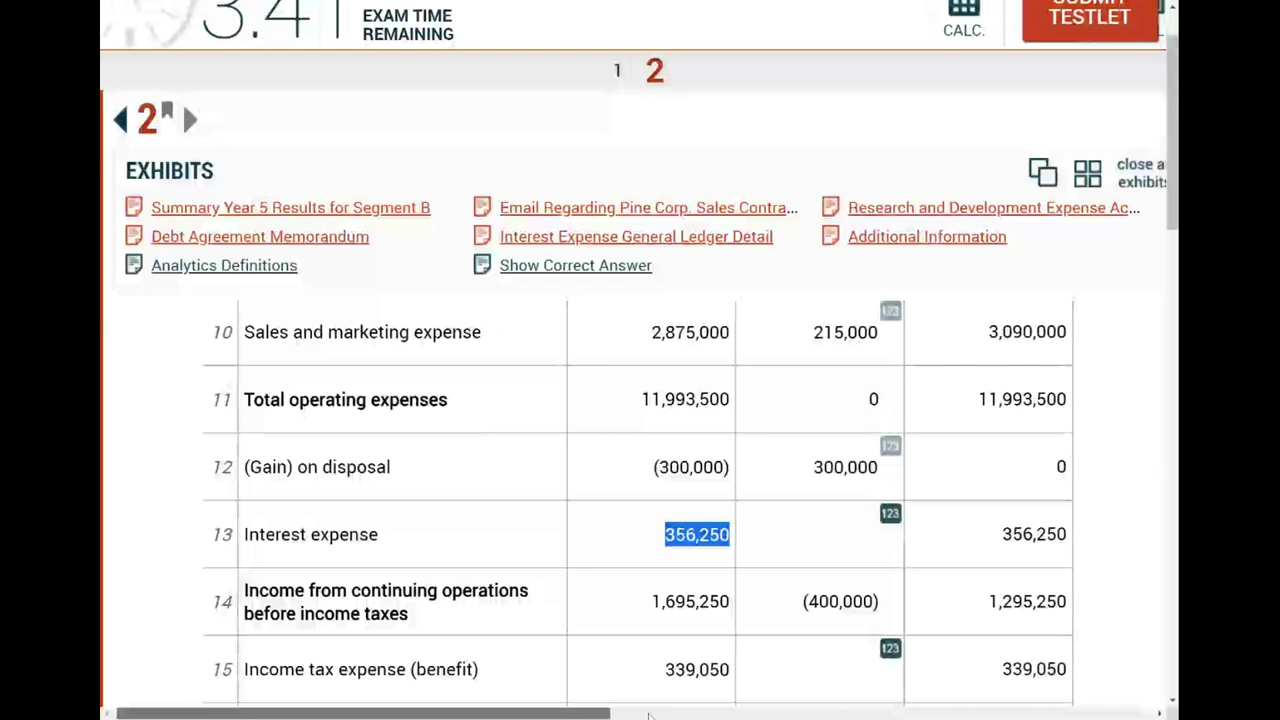 3.41
EXAM TIME
REMAINING
CALC.
SUBMIT
TESTLET
1 2
2
EXHIBITS
close a
exhibits
Summary Year 5 Results for Segment B
Email Regarding Pine Corp. Sales Contra...
Research and Development Expense Ac...
Debt Agreement Memorandum
Interest Expense General Ledger Detail
Additional Information
Analytics Definitions
Show Correct Answer
123
10 Sales and marketing expense 2,875,000 215,000 3,090,000
11 Total operating expenses 11,993,500 0 11,993,500
123
12 (Gain) on disposal (300,000) 300,000 0
123
13 Interest expense 356,250 356,250
14 Income from continuing operations before income taxes 1,695,250 (400,000) 1,295,250
123
15 Income tax expense (benefit) 339,050 339,050